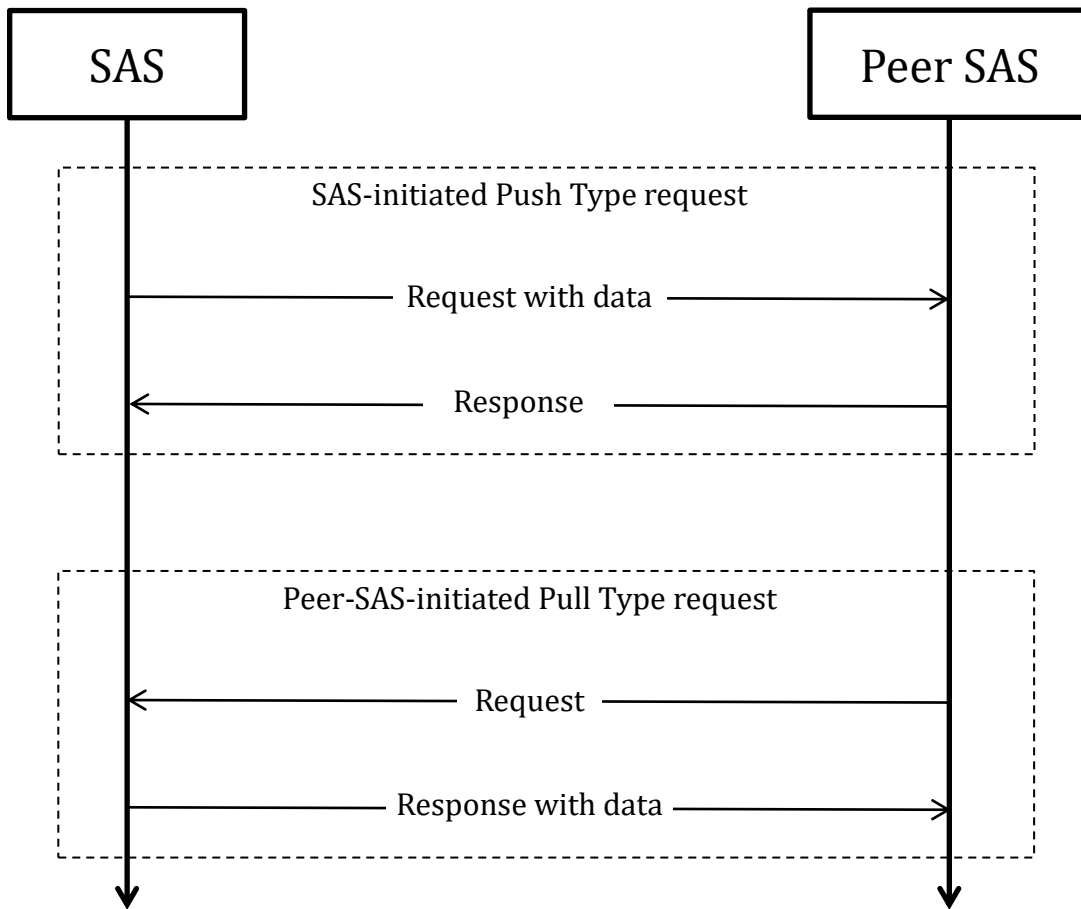 SAS
Peer SAS
SAS-initiated Push Type request
Request with data
Response
Peer-SAS-initiated Pull Type request
Request
Response with data